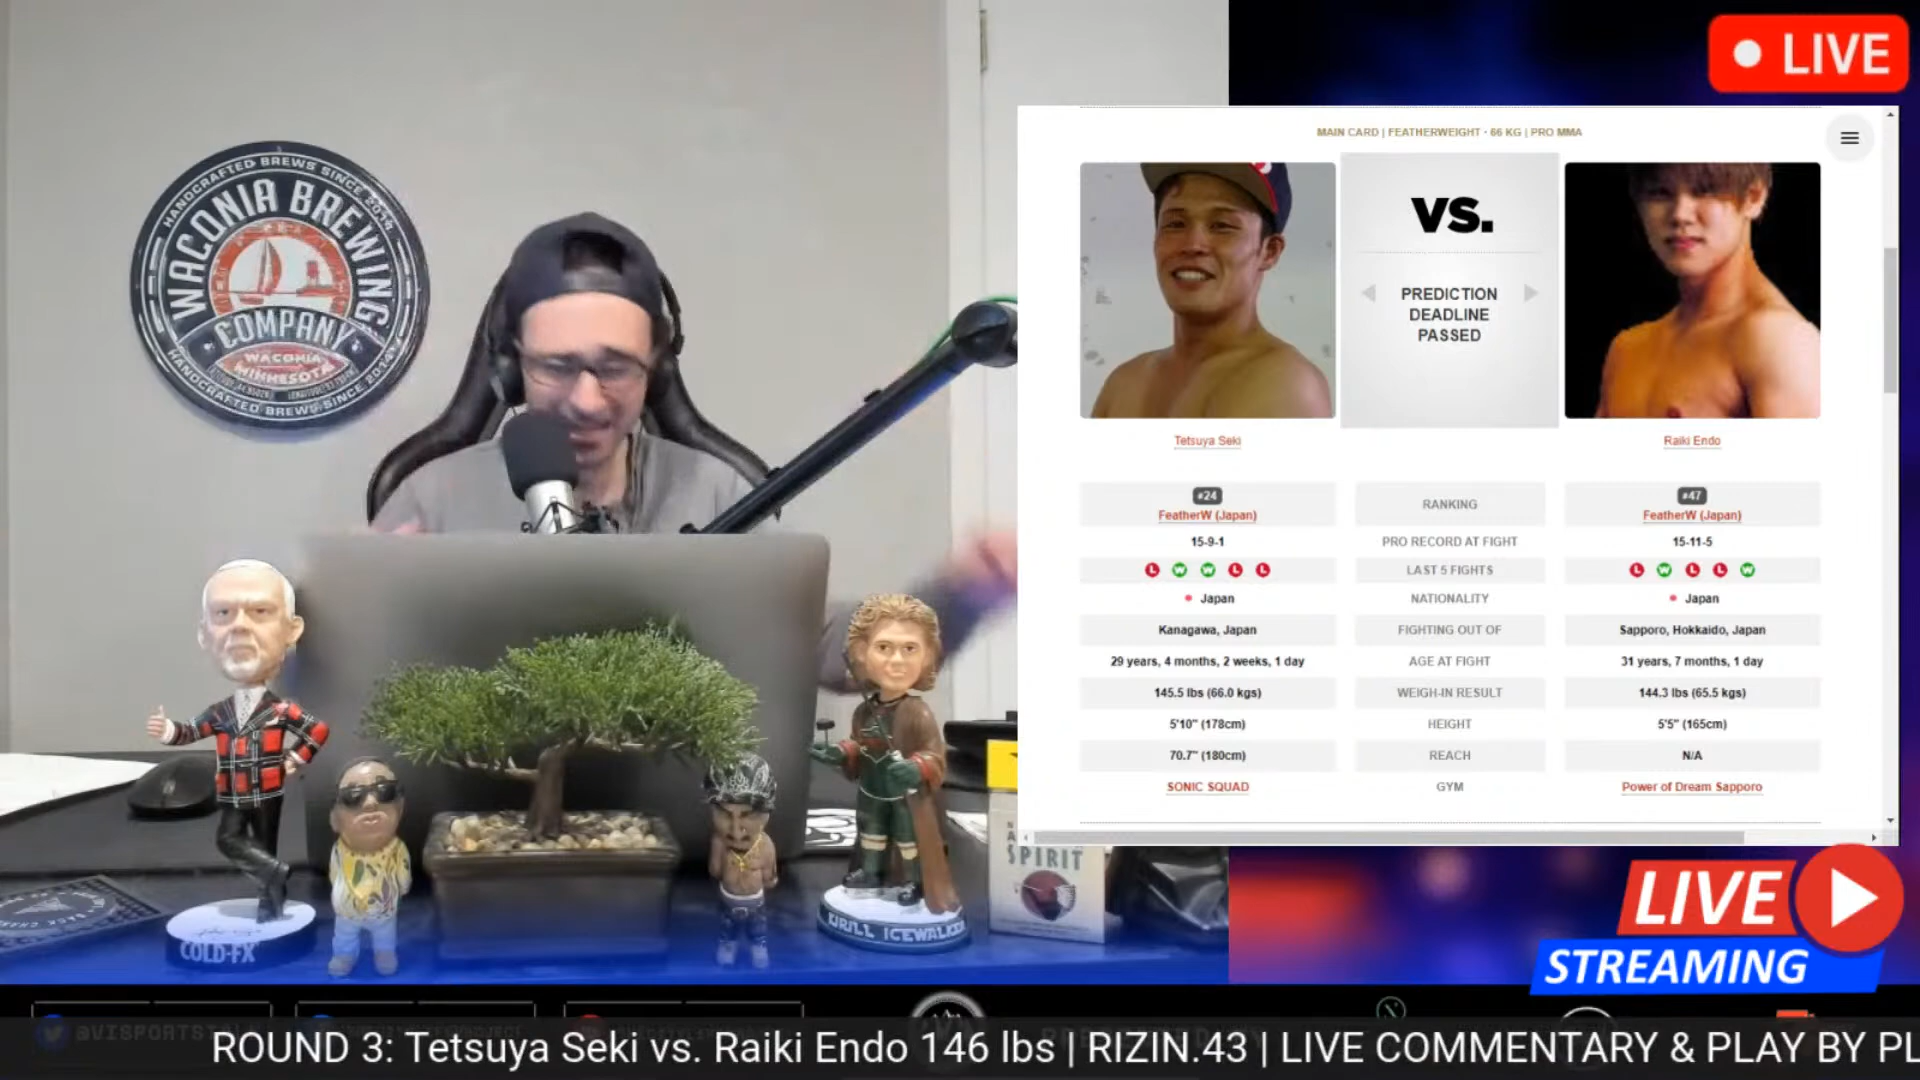 LIVE
HANDCRAFTED BREWS SINCE 2014
WACONIA BREWING
COMPANY
WACONIA
MINNESOTA
HANDCRAFTED BREWS SINCE 2014
MAIN CARD | FEATHERWEIGHT · 66 KG | PRO MMA
VS.
PREDICTION
DEADLINE
PASSED
Tetsuya Seki
Raiki Endo
#24
FeatherW (Japan)
RANKING
#47
FeatherW (Japan)
15-9-1
PRO RECORD AT FIGHT
15-11-5
L W W L L
LAST 5 FIGHTS
L W L L W
Japan
NATIONALITY
Japan
Kanagawa, Japan
FIGHTING OUT OF
Sapporo, Hokkaido, Japan
29 years, 4 months, 2 weeks, 1 day
AGE AT FIGHT
31 years, 7 months, 1 day
145.5 lbs (66.0 kgs)
WEIGH-IN RESULT
144.3 lbs (65.5 kgs)
5'10" (178cm)
HEIGHT
5'5" (165cm)
70.7" (180cm)
REACH
N/A
SONIC SQUAD
GYM
Power of Dream Sapporo
SPIRIT
COLD-FX
KIRILL ICEWALKER
LIVE
STREAMING
ROUND 3: Tetsuya Seki vs. Raiki Endo 146 lbs | RIZIN.43 | LIVE COMMENTARY & PLAY BY PL